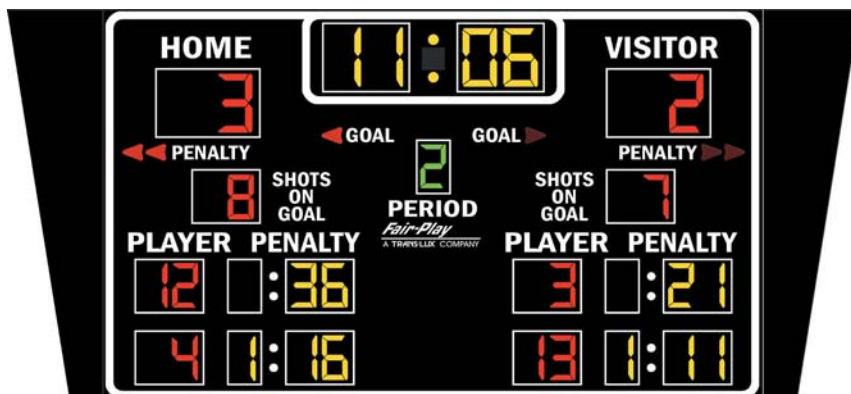 HOME 11:06 VISITOR
3 2
GOAL GOAL
PENALTY 2 PENALTY
8 SHOTS ON GOAL PERIOD SHOTS ON GOAL 7
Fair-Play
A TRANS-LUX COMPANY
PLAYER PENALTY PLAYER PENALTY
12 :36 3 :21
4 1:16 13 1:11